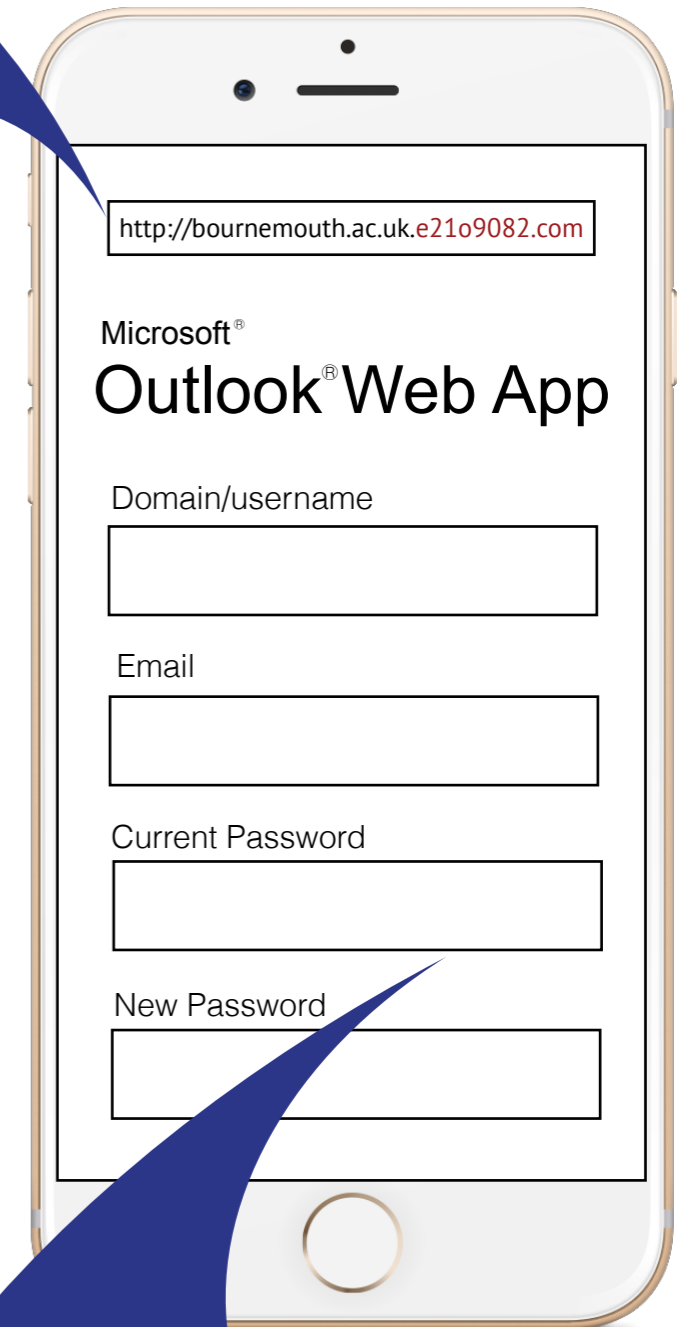 http://bournemouth.ac.uk.e21o9082.com
Microsoft®
Outlook® Web App
Domain/username
Email
Current Password
New Password